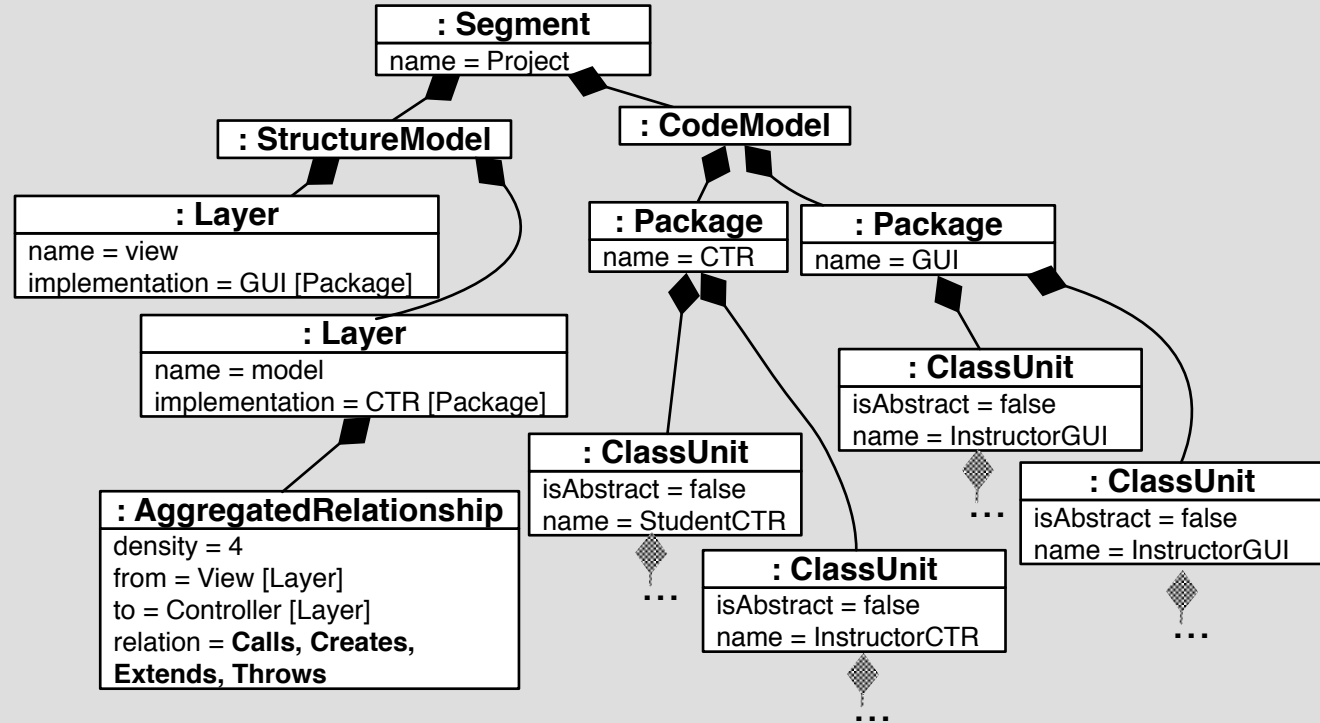 : Segment
name = Project
: StructureModel
: CodeModel
: Layer
name = view
implementation = GUI [Package]
: Package
name = CTR
: Package
name = GUI
: Layer
name = model
implementation = CTR [Package]
: ClassUnit
isAbstract = false
name = InstructorGUI
...
: ClassUnit
isAbstract = false
name = StudentCTR
...
: ClassUnit
isAbstract = false
name = InstructorGUI
...
: AggregatedRelationship
density = 4
from = View [Layer]
to = Controller [Layer]
relation = Calls, Creates,
Extends, Throws
: ClassUnit
isAbstract = false
name = InstructorCTR
...